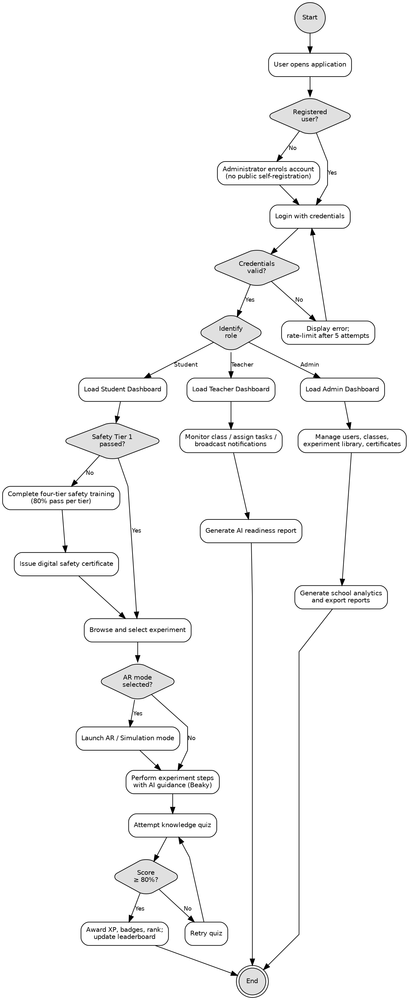 Start
User opens application
Registered
user?
No
Yes
Administrator enrols account
(no public self-registration)
Login with credentials
Credentials
valid?
Yes
No
Identify
role
Display error;
rate-limit after 5 attempts
Student
Teacher
Admin
Load Student Dashboard
Load Teacher Dashboard
Load Admin Dashboard
Safety Tier 1
passed?
Monitor class / assign tasks /
broadcast notifications
Manage users, classes,
experiment library, certificates
No
Complete four-tier safety training
(80% pass per tier)
Yes
Generate AI readiness report
Issue digital safety certificate
Generate school analytics
and export reports
Browse and select experiment
AR mode
selected?
Yes
No
Launch AR / Simulation mode
Perform experiment steps
with AI guidance (Beaky)
Attempt knowledge quiz
Score
≥ 80%?
Yes
No
Award XP, badges, rank;
update leaderboard
Retry quiz
End